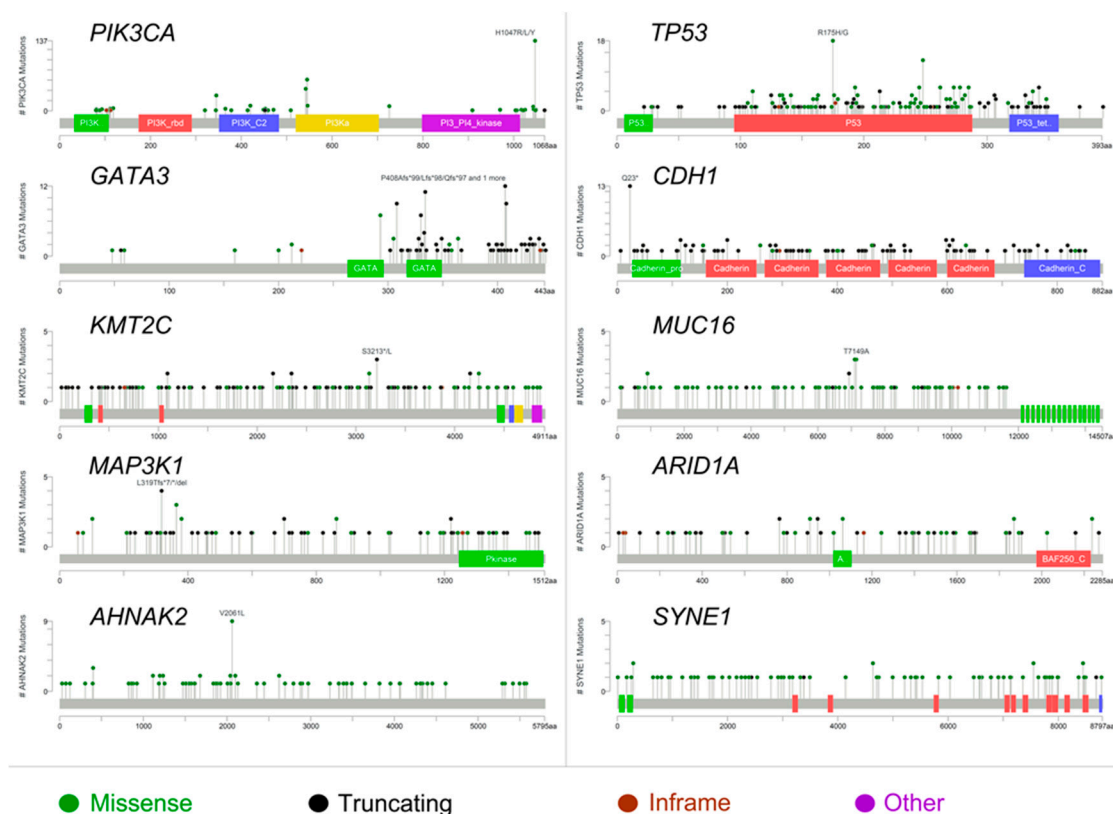 PIK3CA
H1047R/L/Y
137
0
# PIK3CA Mutations
PI3K
PI3K_rbd
PI3K_C2
PI3Ka
PI3_PI4_kinase
0
200
400
600
800
1000
1068aa
TP53
R175H/G
18
0
# TP53 Mutations
P53
P53
P53_tet..
0
100
200
300
393aa
GATA3
P408Afs*99/Lfs*98/Qfs*97 and 1 more
12
0
# GATA3 Mutations
GATA
GATA
0
100
200
300
400
443aa
CDH1
Q23*
13
0
# CDH1 Mutations
Cadherin_pro
Cadherin
Cadherin
Cadherin
Cadherin
Cadherin
Cadherin_C
0
200
400
600
800
882aa
KMT2C
S3213*/L
5
0
# KMT2C Mutations
0
1000
2000
3000
4000
4911aa
MUC16
T7149A
5
0
# MUC16 Mutations
0
2000
4000
6000
8000
10000
12000
14507aa
MAP3K1
L319Tfs*7/*/del
5
0
# MAP3K1 Mutations
Pkinase
0
400
800
1200
1512aa
ARID1A
5
0
# ARID1A Mutations
A
BAF250_C
0
400
800
1200
1600
2000
2285aa
AHNAK2
V2061L
9
0
# AHNAK2 Mutations
0
1000
2000
3000
4000
5000
5795aa
SYNE1
5
0
# SYNE1 Mutations
0
2000
4000
6000
8000
8797aa
Missense
Truncating
Inframe
Other